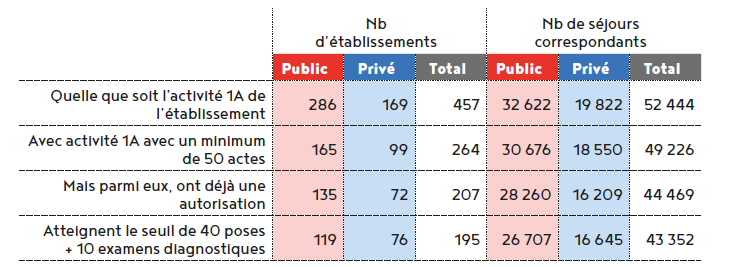 Nb d'établissements Nb de séjours correspondants
Public Privé Total Public Privé Total
Quelle que soit l'activité 1A de l'établissement 286 169 457 32 622 19 822 52 444
Avec activité 1A avec un minimum de 50 actes 165 99 264 30 676 18 550 49 226
Mais parmi eux, ont déjà une autorisation 135 72 207 28 260 16 209 44 469
Atteignent le seuil de 40 poses + 10 examens diagnostiques 119 76 195 26 707 16 645 43 352